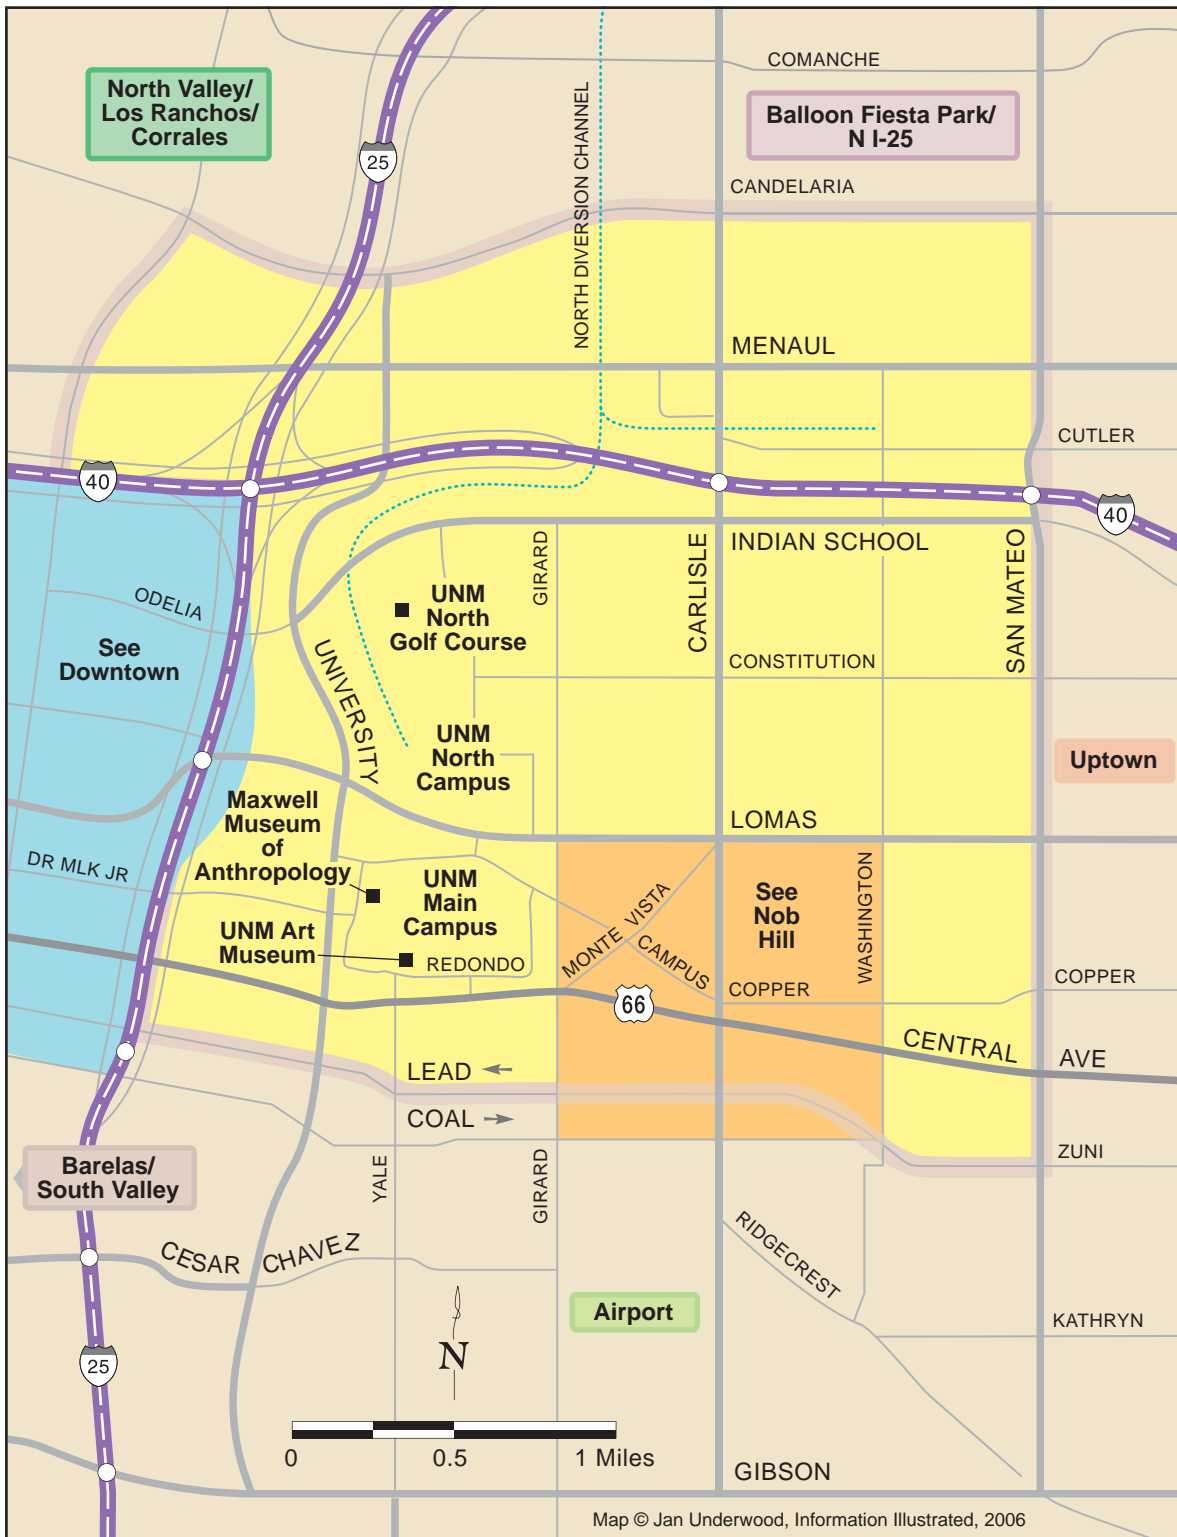 COMANCHE
North Valley/
Los Ranchos/
Corrales
Balloon Fiesta Park/
N I-25
25
NORTH DIVERSION CHANNEL
CANDELARIA
MENAUL
CUTLER
40
40
INDIAN SCHOOL
GIRARD
CARLISLE
SAN MATEO
ODELIA
UNM
North
Golf Course
See
Downtown
UNIVERSITY
CONSTITUTION
UNM
North
Campus
Uptown
Maxwell
Museum
of
Anthropology
LOMAS
DR MLK JR
UNM
Main
Campus
MONTE VISTA
See
Nob
Hill
WASHINGTON
UNM Art
Museum
REDONDO
CAMPUS
COPPER
COPPER
66
CENTRAL
AVE
LEAD
COAL
ZUNI
Barelas/
South Valley
YALE
GIRARD
CESAR CHAVEZ
RIDGECREST
Airport
KATHRYN
N
25
0 0.5 1 Miles
GIBSON
Map © Jan Underwood, Information Illustrated, 2006